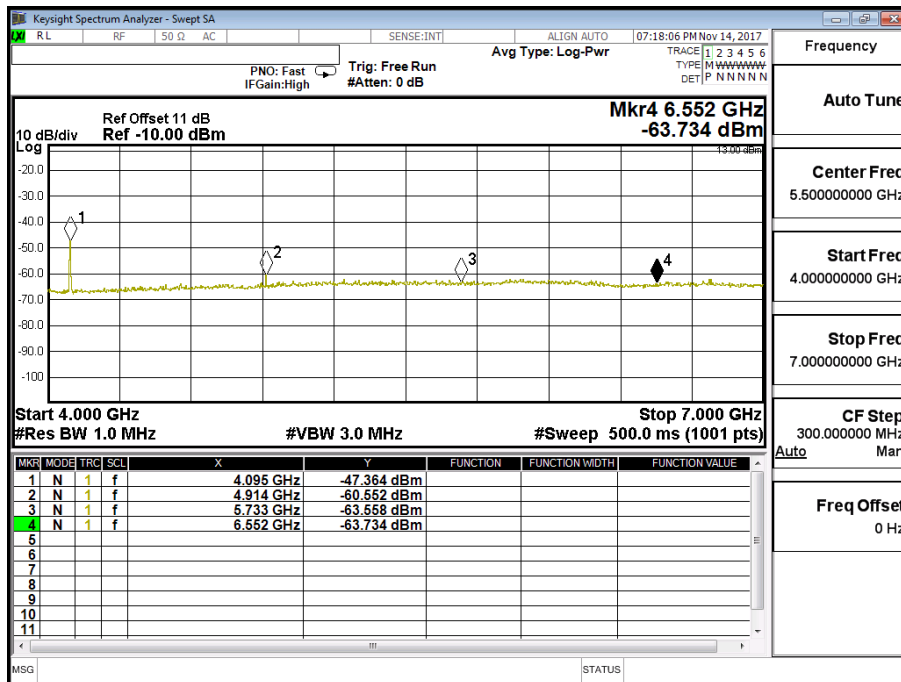 Keysight Spectrum Analyzer - Swept SA
LXI RL RF 50 Ω AC SENSE:INT ALIGN AUTO 07:18:06 PM Nov 14, 2017
Avg Type: Log-Pwr
TRACE 1 2 3 4 5 6
TYPE M WWWWW
DET P N N N N N
PNO: Fast
IFGain:High
Trig: Free Run
#Atten: 0 dB
Mkr4 6.552 GHz
-63.734 dBm
Ref Offset 11 dB
Ref -10.00 dBm
10 dB/div
Log
-13.00 dBm
-20.0
-30.0
-40.0
-50.0
-60.0
-70.0
-80.0
-90.0
-100
1
2
3
4
Start 4.000 GHz
Stop 7.000 GHz
#Res BW 1.0 MHz
#VBW 3.0 MHz
#Sweep 500.0 ms (1001 pts)
MKR MODE TRC SCL X Y FUNCTION FUNCTION WIDTH FUNCTION VALUE
1 N 1 f 4.095 GHz -47.364 dBm
2 N 1 f 4.914 GHz -60.552 dBm
3 N 1 f 5.733 GHz -63.558 dBm
4 N 1 f 6.552 GHz -63.734 dBm
5
6
7
8
9
10
11
MSG
STATUS
Frequency
Auto Tune
Center Freq
5.500000000 GHz
Start Freq
4.000000000 GHz
Stop Freq
7.000000000 GHz
CF Step
300.000000 MHz
Auto Man
Freq Offset
0 Hz